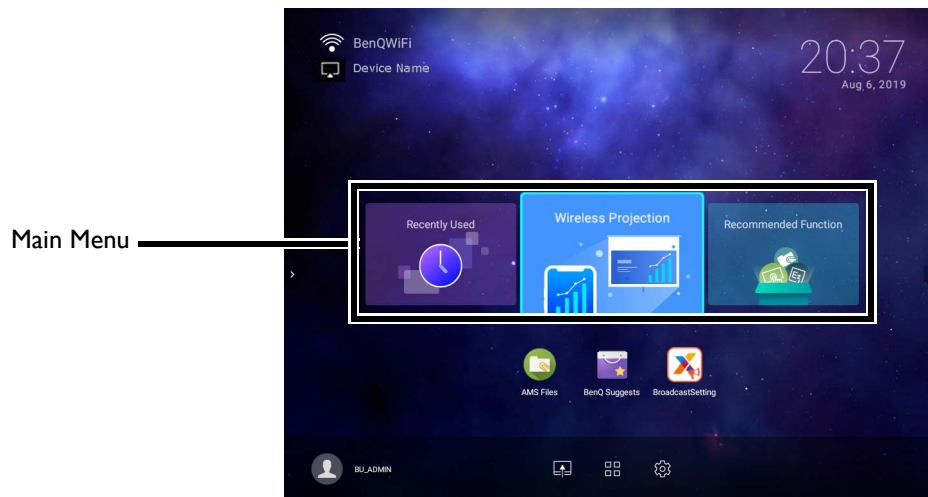 BenQWiFi
Device Name
20:37
Aug 6, 2019
Main Menu
Recently Used
Wireless Projection
Recommended Function
AMS Files
BenQ Suggests
BroadcastSetting
BU_ADMIN